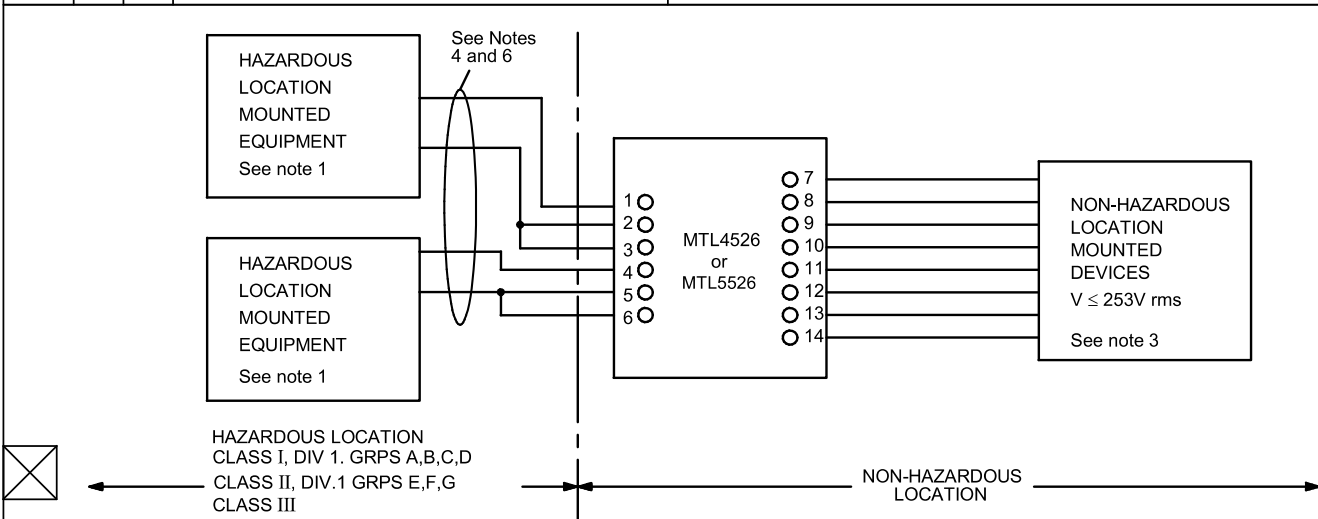 See Notes
4 and 6
HAZARDOUS
LOCATION
MOUNTED
EQUIPMENT
See note 1
HAZARDOUS
LOCATION
MOUNTED
EQUIPMENT
See note 1
1
2
3
4
5
6
MTL4526
or
MTL5526
7
8
9
10
11
12
13
14
NON-HAZARDOUS
LOCATION
MOUNTED
DEVICES
V ≤ 253V rms
See note 3
HAZARDOUS LOCATION
CLASS I, DIV 1. GRPS A,B,C,D
CLASS II, DIV.1 GRPS E,F,G
CLASS III
NON-HAZARDOUS
LOCATION